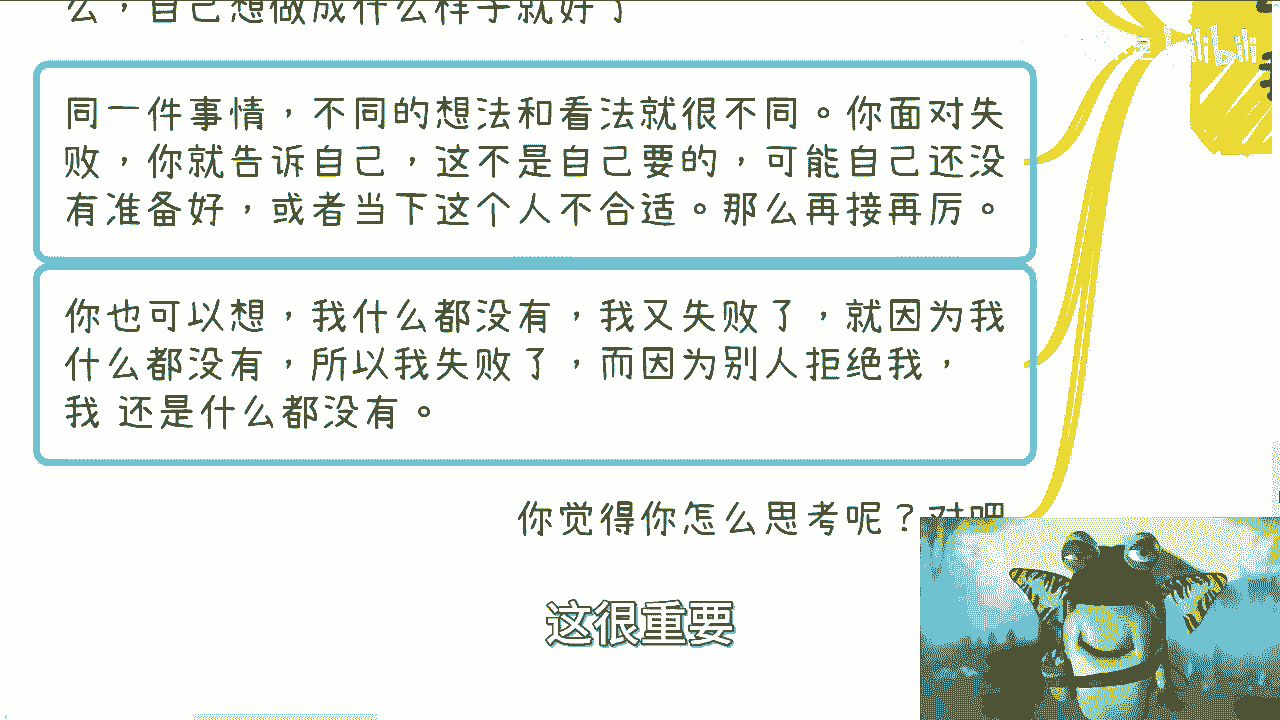 么，自己想做成什么样子就好了
bilibili
同一件事情，不同的想法和看法就很不同。你面对失
败，你就告诉自己，这不是自己要的，可能自己还没
有准备好，或者当下这个人不合适。那么再接再厉。
你也可以想，我什么都没有，我又失败了，就因为我
什么都没有，所以我失败了，而因为别人拒绝我，
我 还是什么都没有。
你觉得你怎么思考呢？对吧
这很重要